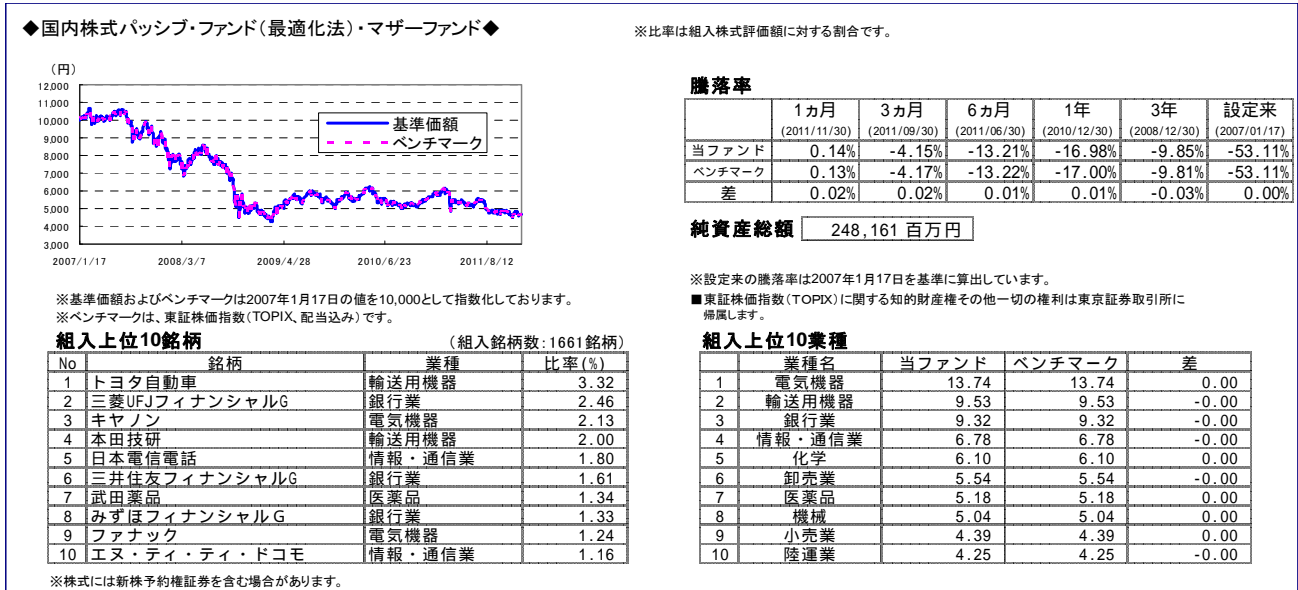 ◆国内株式パッシブ・ファンド（最適化法）・マザーファンド◆
※比率は組入株式評価額に対する割合です。
（円）
12,000
11,000
10,000
9,000
8,000
7,000
6,000
5,000
4,000
3,000
基準価額
ベンチマーク
2007/1/17 2008/3/7 2009/4/28 2010/6/23 2011/8/12
※基準価額およびベンチマークは2007年1月17日の値を10,000として指数化しております。
※ベンチマークは、東証株価指数（TOPIX、配当込み）です。
騰落率
1ヵ月 3ヵ月 6ヵ月 1年 3年 設定来
(2011/11/30) (2011/09/30) (2011/06/30) (2010/12/30) (2008/12/30) (2007/01/17)
当ファンド 0.14% -4.15% -13.21% -16.98% -9.85% -53.11%
ベンチマーク 0.13% -4.17% -13.22% -17.00% -9.81% -53.11%
差 0.02% 0.02% 0.01% 0.01% -0.03% 0.00%
純資産総額 248,161 百万円
※設定来の騰落率は2007年1月17日を基準に算出しています。
■東証株価指数（TOPIX）に関する知的財産権その他一切の権利は東京証券取引所に
帰属します。
組入上位10銘柄 （組入銘柄数：1661銘柄）
No 銘柄 業種 比率(%)
1 トヨタ自動車 輸送用機器 3.32
2 三菱UFJフィナンシャルG 銀行業 2.46
3 キヤノン 電気機器 2.13
4 本田技研 輸送用機器 2.00
5 日本電信電話 情報・通信業 1.80
6 三井住友フィナンシャルG 銀行業 1.61
7 武田薬品 医薬品 1.34
8 みずほフィナンシャルＧ 銀行業 1.33
9 ファナック 電気機器 1.24
10 エヌ・ティ・ティ・ドコモ 情報・通信業 1.16
※株式には新株予約権証券を含む場合があります。
組入上位10業種
業種名 当ファンド ベンチマーク 差
1 電気機器 13.74 13.74 0.00
2 輸送用機器 9.53 9.53 -0.00
3 銀行業 9.32 9.32 -0.00
4 情報・通信業 6.78 6.78 -0.00
5 化学 6.10 6.10 0.00
6 卸売業 5.54 5.54 -0.00
7 医薬品 5.18 5.18 0.00
8 機械 5.04 5.04 0.00
9 小売業 4.39 4.39 0.00
10 陸運業 4.25 4.25 -0.00